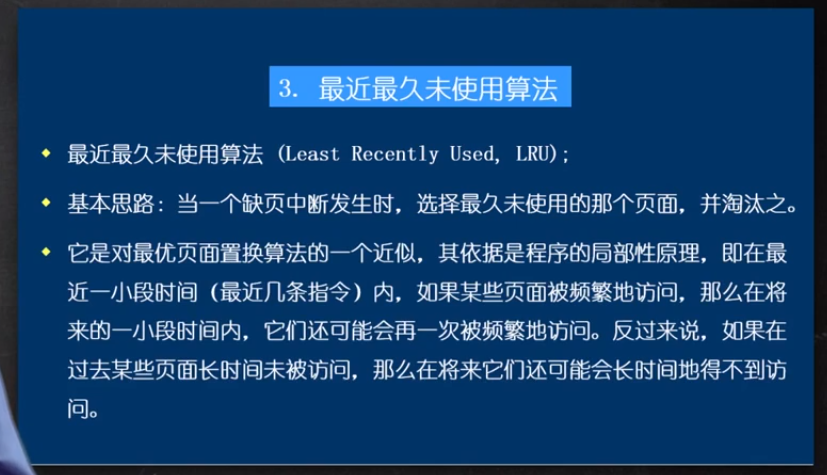 3. 最近最久未使用算法
最近最久未使用算法 (Least Recently Used, LRU);
基本思路: 当一个缺页中断发生时，选择最久未使用的那个页面，并淘汰之。
它是对最优页面置换算法的一个近似，其依据是程序的局部性原理，即在最
近一小段时间（最近几条指令）内，如果某些页面被频繁地访问，那么在将
来的一小段时间内，它们还可能会再一次被频繁地访问。反过来说，如果在
过去某些页面长时间未被访问，那么在将来它们还可能会长时间地得不到访
问。